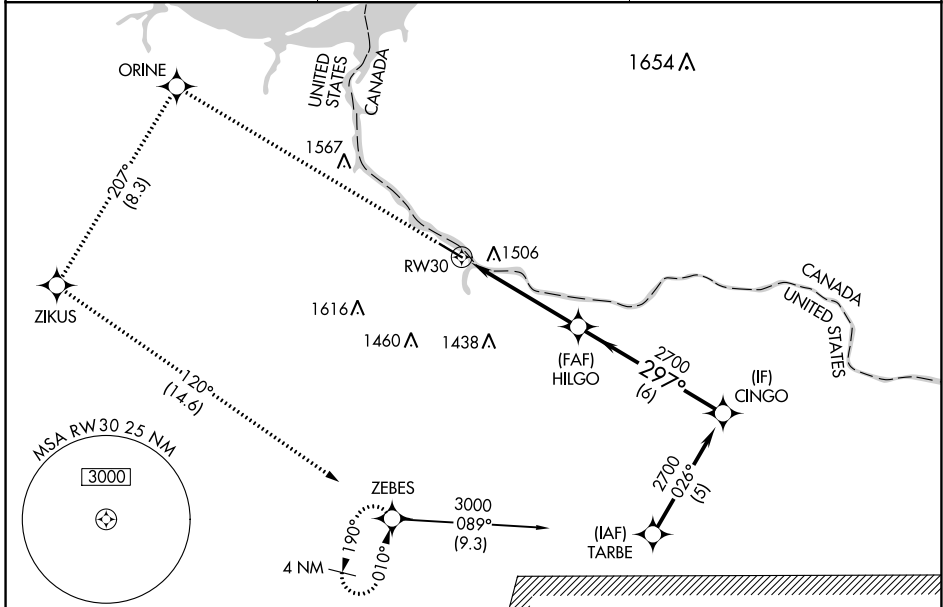 ORINE
UNITED
STATES
CANADA
1654
1567
207°
(8.3)
RW30
1506
ZIKUS
1616
1460
1438
CANADA
UNITED
STATES
(FAF)
HILGO
2700
297°
(6)
(IF)
CINGO
120°
(14.6)
MSA RW30 25 NM
3000
2700
026°
(5)
ZEBES
3000
089°
(9.3)
190°
010°
4 NM
(IAF)
TARBE